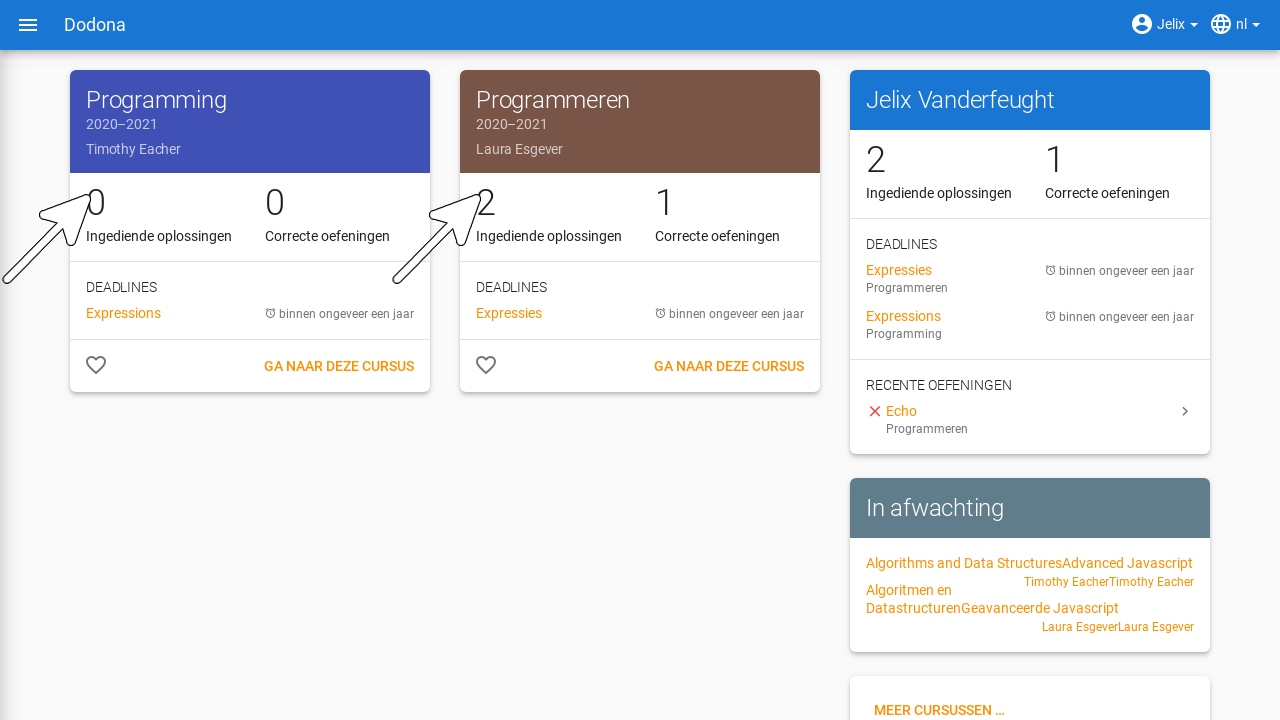 Dodona
Jelix
nl
Programming
2020–2021
Timothy Eacher
0
Ingediende oplossingen
0
Correcte oefeningen
DEADLINES
Expressions
binnen ongeveer een jaar
GA NAAR DEZE CURSUS
Programmeren
2020–2021
Laura Esgever
2
Ingediende oplossingen
1
Correcte oefeningen
DEADLINES
Expressies
binnen ongeveer een jaar
GA NAAR DEZE CURSUS
Jelix Vanderfeught
2
Ingediende oplossingen
1
Correcte oefeningen
DEADLINES
Expressies
binnen ongeveer een jaar
Programmeren
Expressions
binnen ongeveer een jaar
Programming
RECENTE OEFENINGEN
Echo
Programmeren
In afwachting
Algorithms and Data StructuresAdvanced Javascript
Timothy EacherTimothy Eacher
Algoritmen en
DatastructurenGeavanceerde Javascript
Laura EsgeverLaura Esgever
MEER CURSUSSEN ...